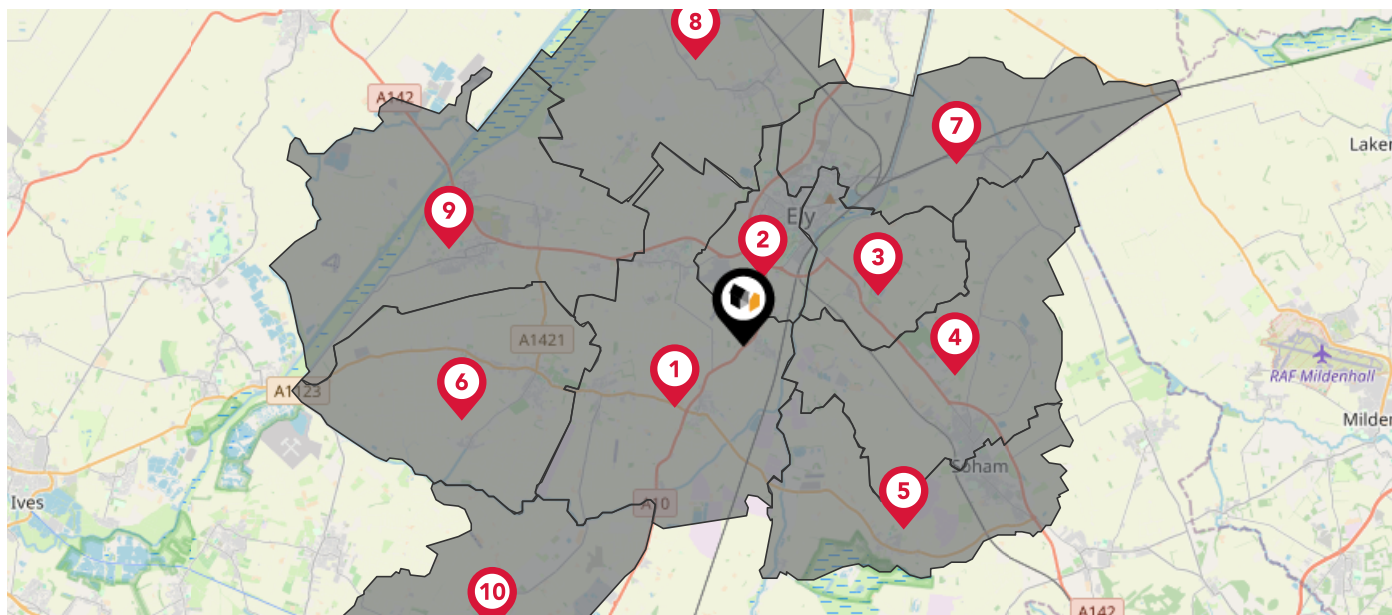 8
A142
7
Laker
9
Ely
2
3
4
A1421
RAF Mildenhall
1
6
A1123
Milden
Soham
5
Ives
A10
10
A142